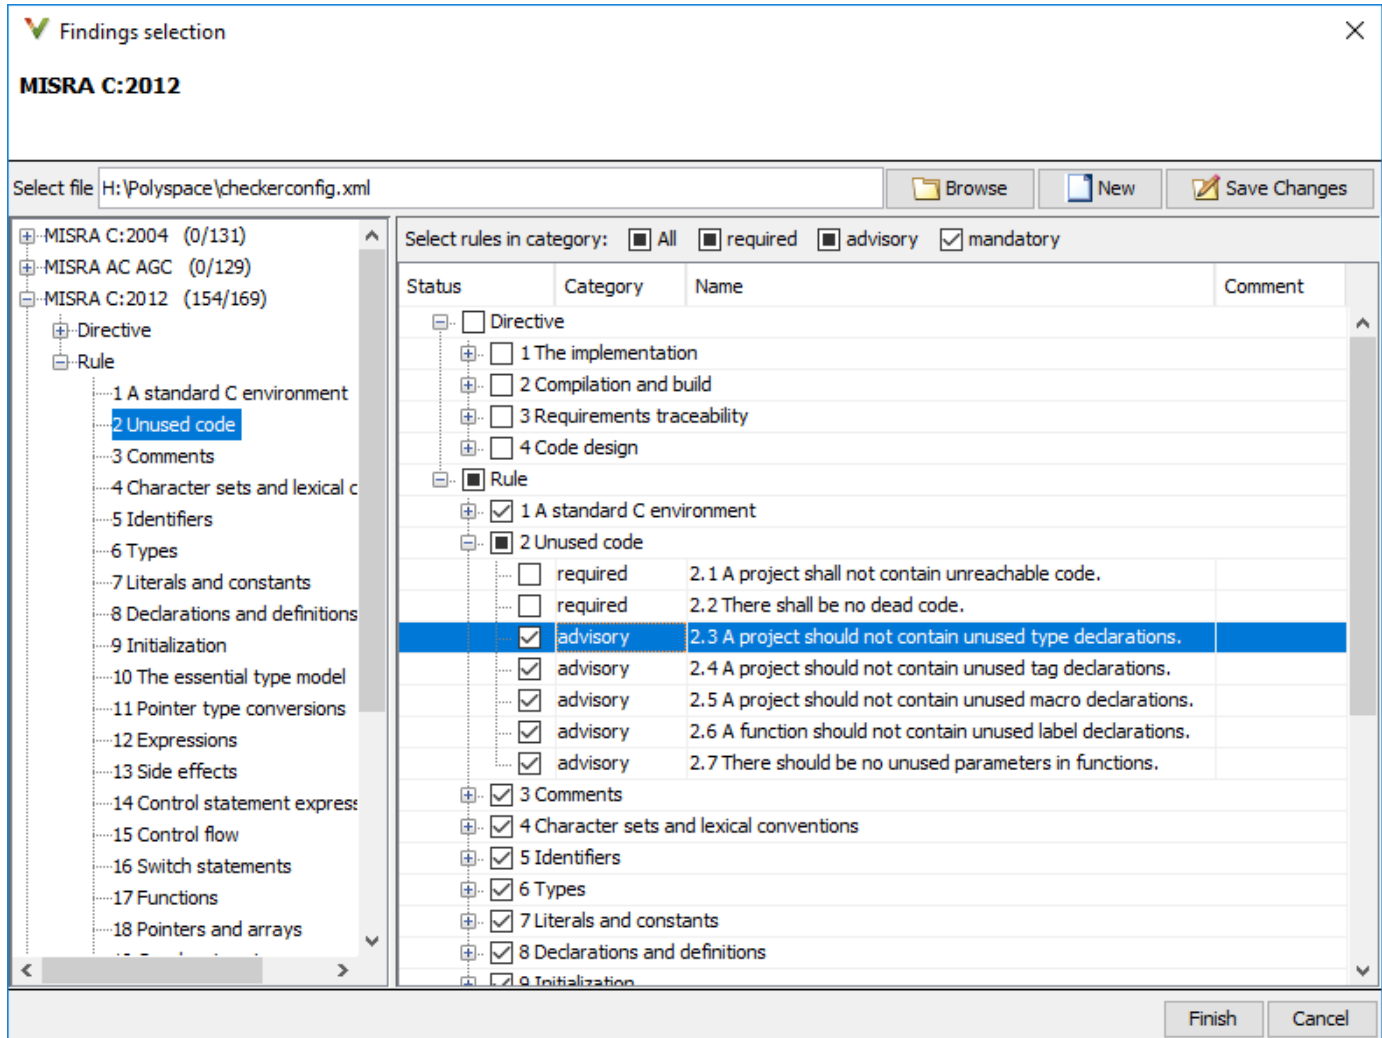 Findings selection
MISRA C:2012
Select file H:\Polyspace\checkerconfig.xml Browse New Save Changes
MISRA C:2004 (0/131)
MISRA AC AGC (0/129)
MISRA C:2012 (154/169)
Directive
Rule
1 A standard C environment
2 Unused code
3 Comments
4 Character sets and lexical c
5 Identifiers
6 Types
7 Literals and constants
8 Declarations and definitions
9 Initialization
10 The essential type model
11 Pointer type conversions
12 Expressions
13 Side effects
14 Control statement express
15 Control flow
16 Switch statements
17 Functions
18 Pointers and arrays
Select rules in category: All required advisory mandatory
Status Category Name Comment
Directive
1 The implementation
2 Compilation and build
3 Requirements traceability
4 Code design
Rule
1 A standard C environment
2 Unused code
required 2.1 A project shall not contain unreachable code.
required 2.2 There shall be no dead code.
advisory 2.3 A project should not contain unused type declarations.
advisory 2.4 A project should not contain unused tag declarations.
advisory 2.5 A project should not contain unused macro declarations.
advisory 2.6 A function should not contain unused label declarations.
advisory 2.7 There should be no unused parameters in functions.
3 Comments
4 Character sets and lexical conventions
5 Identifiers
6 Types
7 Literals and constants
8 Declarations and definitions
9 Initialization
Finish Cancel